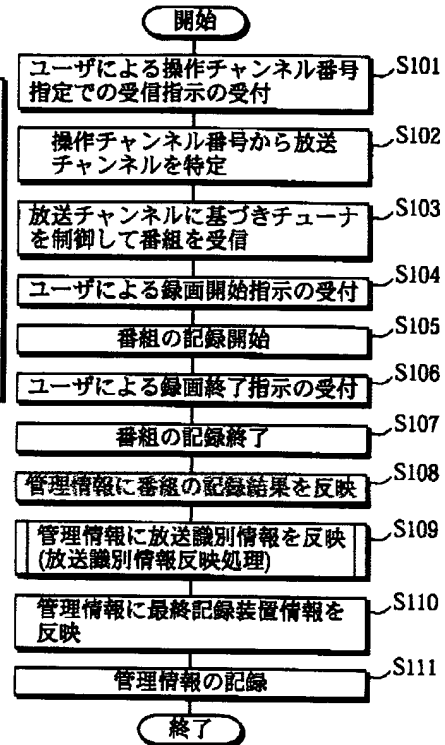 開始
ユーザによる操作チャンネル番号
指定での受信指示の受付
S101
操作チャンネル番号から放送
チャンネルを特定
S102
放送チャンネルに基づきチューナ
を制御して番組を受信
S103
ユーザによる録画開始指示の受付
S104
番組の記録開始
S105
ユーザによる録画終了指示の受付
S106
番組の記録終了
S107
管理情報に番組の記録結果を反映
S108
管理情報に放送識別情報を反映
(放送識別情報反映処理)
S109
管理情報に最終記録装置情報を
反映
S110
管理情報の記録
S111
終了